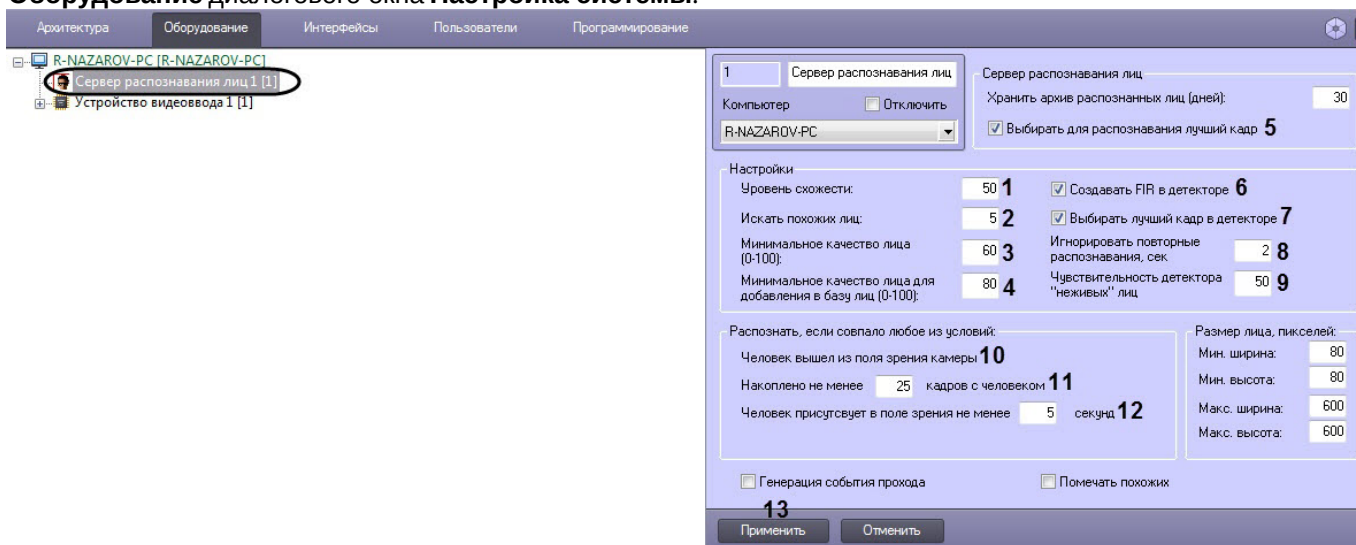 Оборудование диалогового окна Настройка системы.
Архитектура Оборудование Интерфейсы Пользователи Программирование
R-NAZAROV-PC [R-NAZAROV-PC]
Сервер распознавания лиц 1 [1]
Устройство видеоввода 1 [1]
1 Сервер распознавания лиц
Компьютер Отключить
R-NAZAROV-PC
Сервер распознавания лиц
Хранить архив распознанных лиц (дней): 30
Выбирать для распознавания лучший кадр 5
Настройки
Уровень схожести: 50 1
Создавать FIR в детекторе 6
Искать похожих лиц: 5 2
Выбирать лучший кадр в детекторе 7
Минимальное качество лица
(0-100): 60 3
Игнорировать повторные
распознавания, сек 2 8
Минимальное качество лица для
добавления в базу лиц (0-100): 80 4
Чувствительность детектора
"неживых" лиц 50 9
Распознать, если совпало любое из условий:
Человек вышел из поля зрения камеры 10
Накоплено не менее 25 кадров с человеком 11
Человек присутсвует в поле зрения не менее 5 секунд 12
Размер лица, пикселей:
Мин. ширина: 80
Мин. высота: 80
Макс. ширина: 600
Макс. высота: 600
Генерация события прохода Помечать похожих
13
Применить Отменить